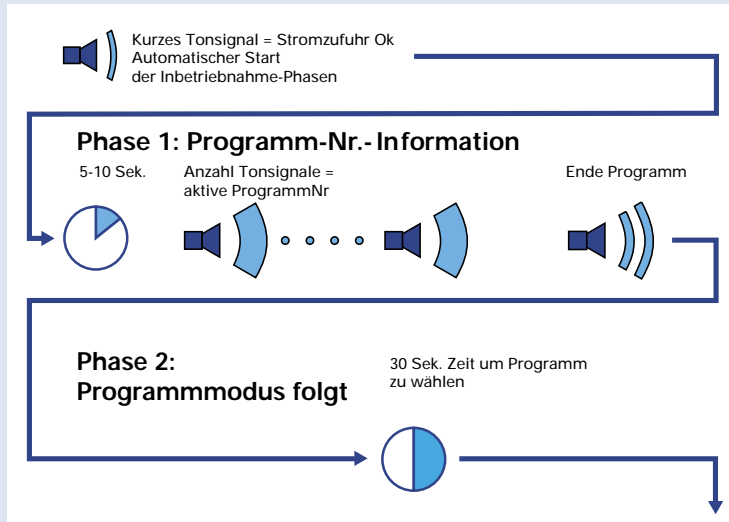 Kurzes Tonsignal = Stromzufuhr Ok
Automatischer Start
der Inbetriebnahme-Phasen
Phase 1: Programm-Nr.-Information
5-10 Sek.
Anzahl Tonsignale =
aktive ProgrammNr
Ende Programm
Phase 2:
Programmmodus folgt
30 Sek. Zeit um Programm
zu wählen